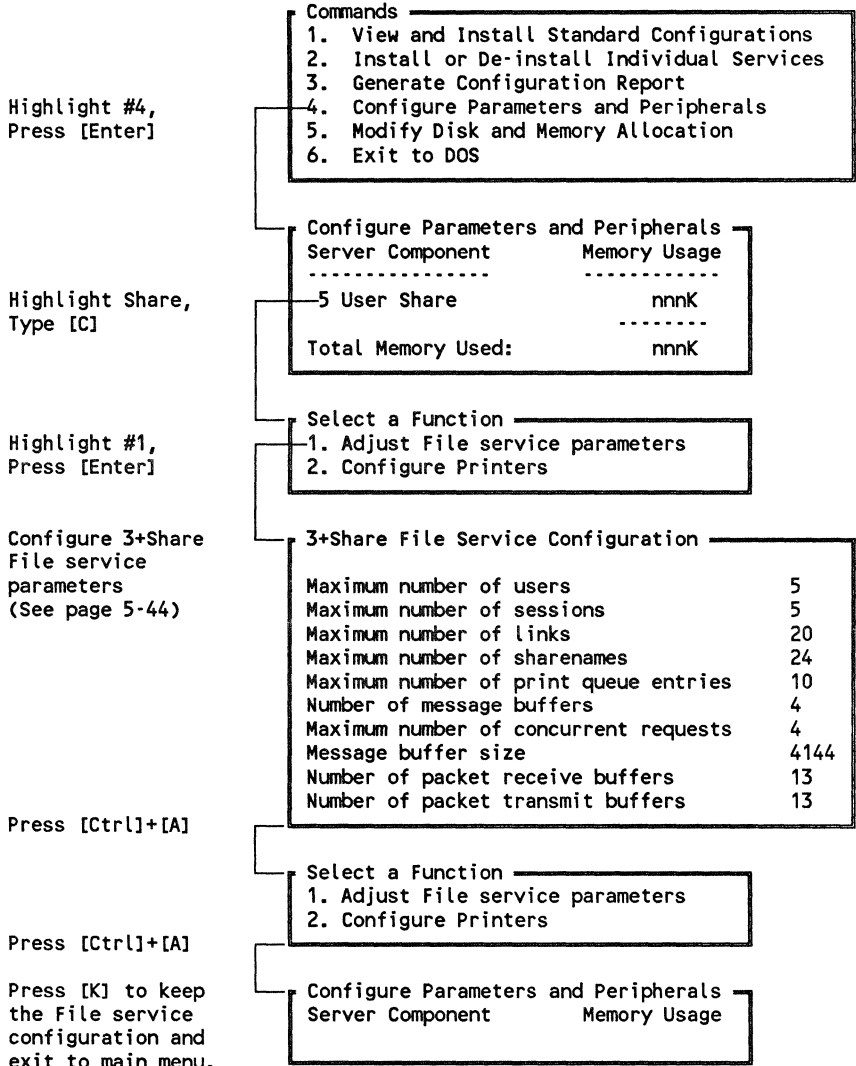 Commands
1. View and Install Standard Configurations
2. Install or De-install Individual Services
3. Generate Configuration Report
Highlight #4,
Press [Enter]
4. Configure Parameters and Peripherals
5. Modify Disk and Memory Allocation
6. Exit to DOS
Configure Parameters and Peripherals
Server Component Memory Usage
---------------- ------------
Highlight Share,
Type [C]
5 User Share nnnK
--------
Total Memory Used: nnnK
Select a Function
Highlight #1,
Press [Enter]
1. Adjust File service parameters
2. Configure Printers
Configure 3+Share
File service
parameters
(See page 5-44)
3+Share File Service Configuration
Maximum number of users 5
Maximum number of sessions 5
Maximum number of links 20
Maximum number of sharenames 24
Maximum number of print queue entries 10
Number of message buffers 4
Maximum number of concurrent requests 4
Message buffer size 4144
Number of packet receive buffers 13
Number of packet transmit buffers 13
Press [Ctrl]+[A]
Select a Function
1. Adjust File service parameters
2. Configure Printers
Press [Ctrl]+[A]
Press [K] to keep
the File service
configuration and
exit to main menu.
Configure Parameters and Peripherals
Server Component Memory Usage